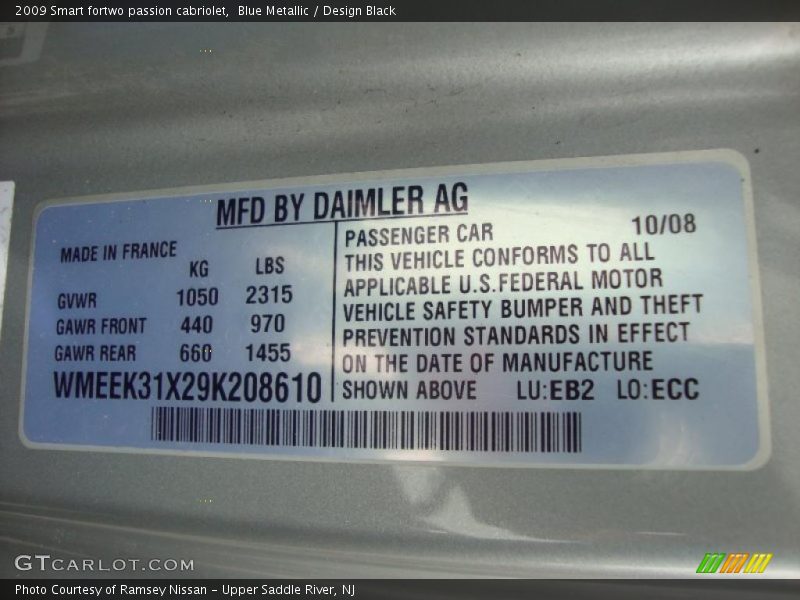 2009 Smart fortwo passion cabriolet,  Blue Metallic / Design Black
MFD BY DAIMLER AG
MADE IN FRANCE
KG LBS
GVWR 1050 2315
GAWR FRONT 440 970
GAWR REAR 660 1455
WMEEK31X29K208610
PASSENGER CAR 10/08
THIS VEHICLE CONFORMS TO ALL
APPLICABLE U.S.FEDERAL MOTOR
VEHICLE SAFETY BUMPER AND THEFT
PREVENTION STANDARDS IN EFFECT
ON THE DATE OF MANUFACTURE
SHOWN ABOVE LU:EB2 LO:ECC
GTCARLOT.COM
Photo Courtesy of Ramsey Nissan – Upper Saddle River, NJ